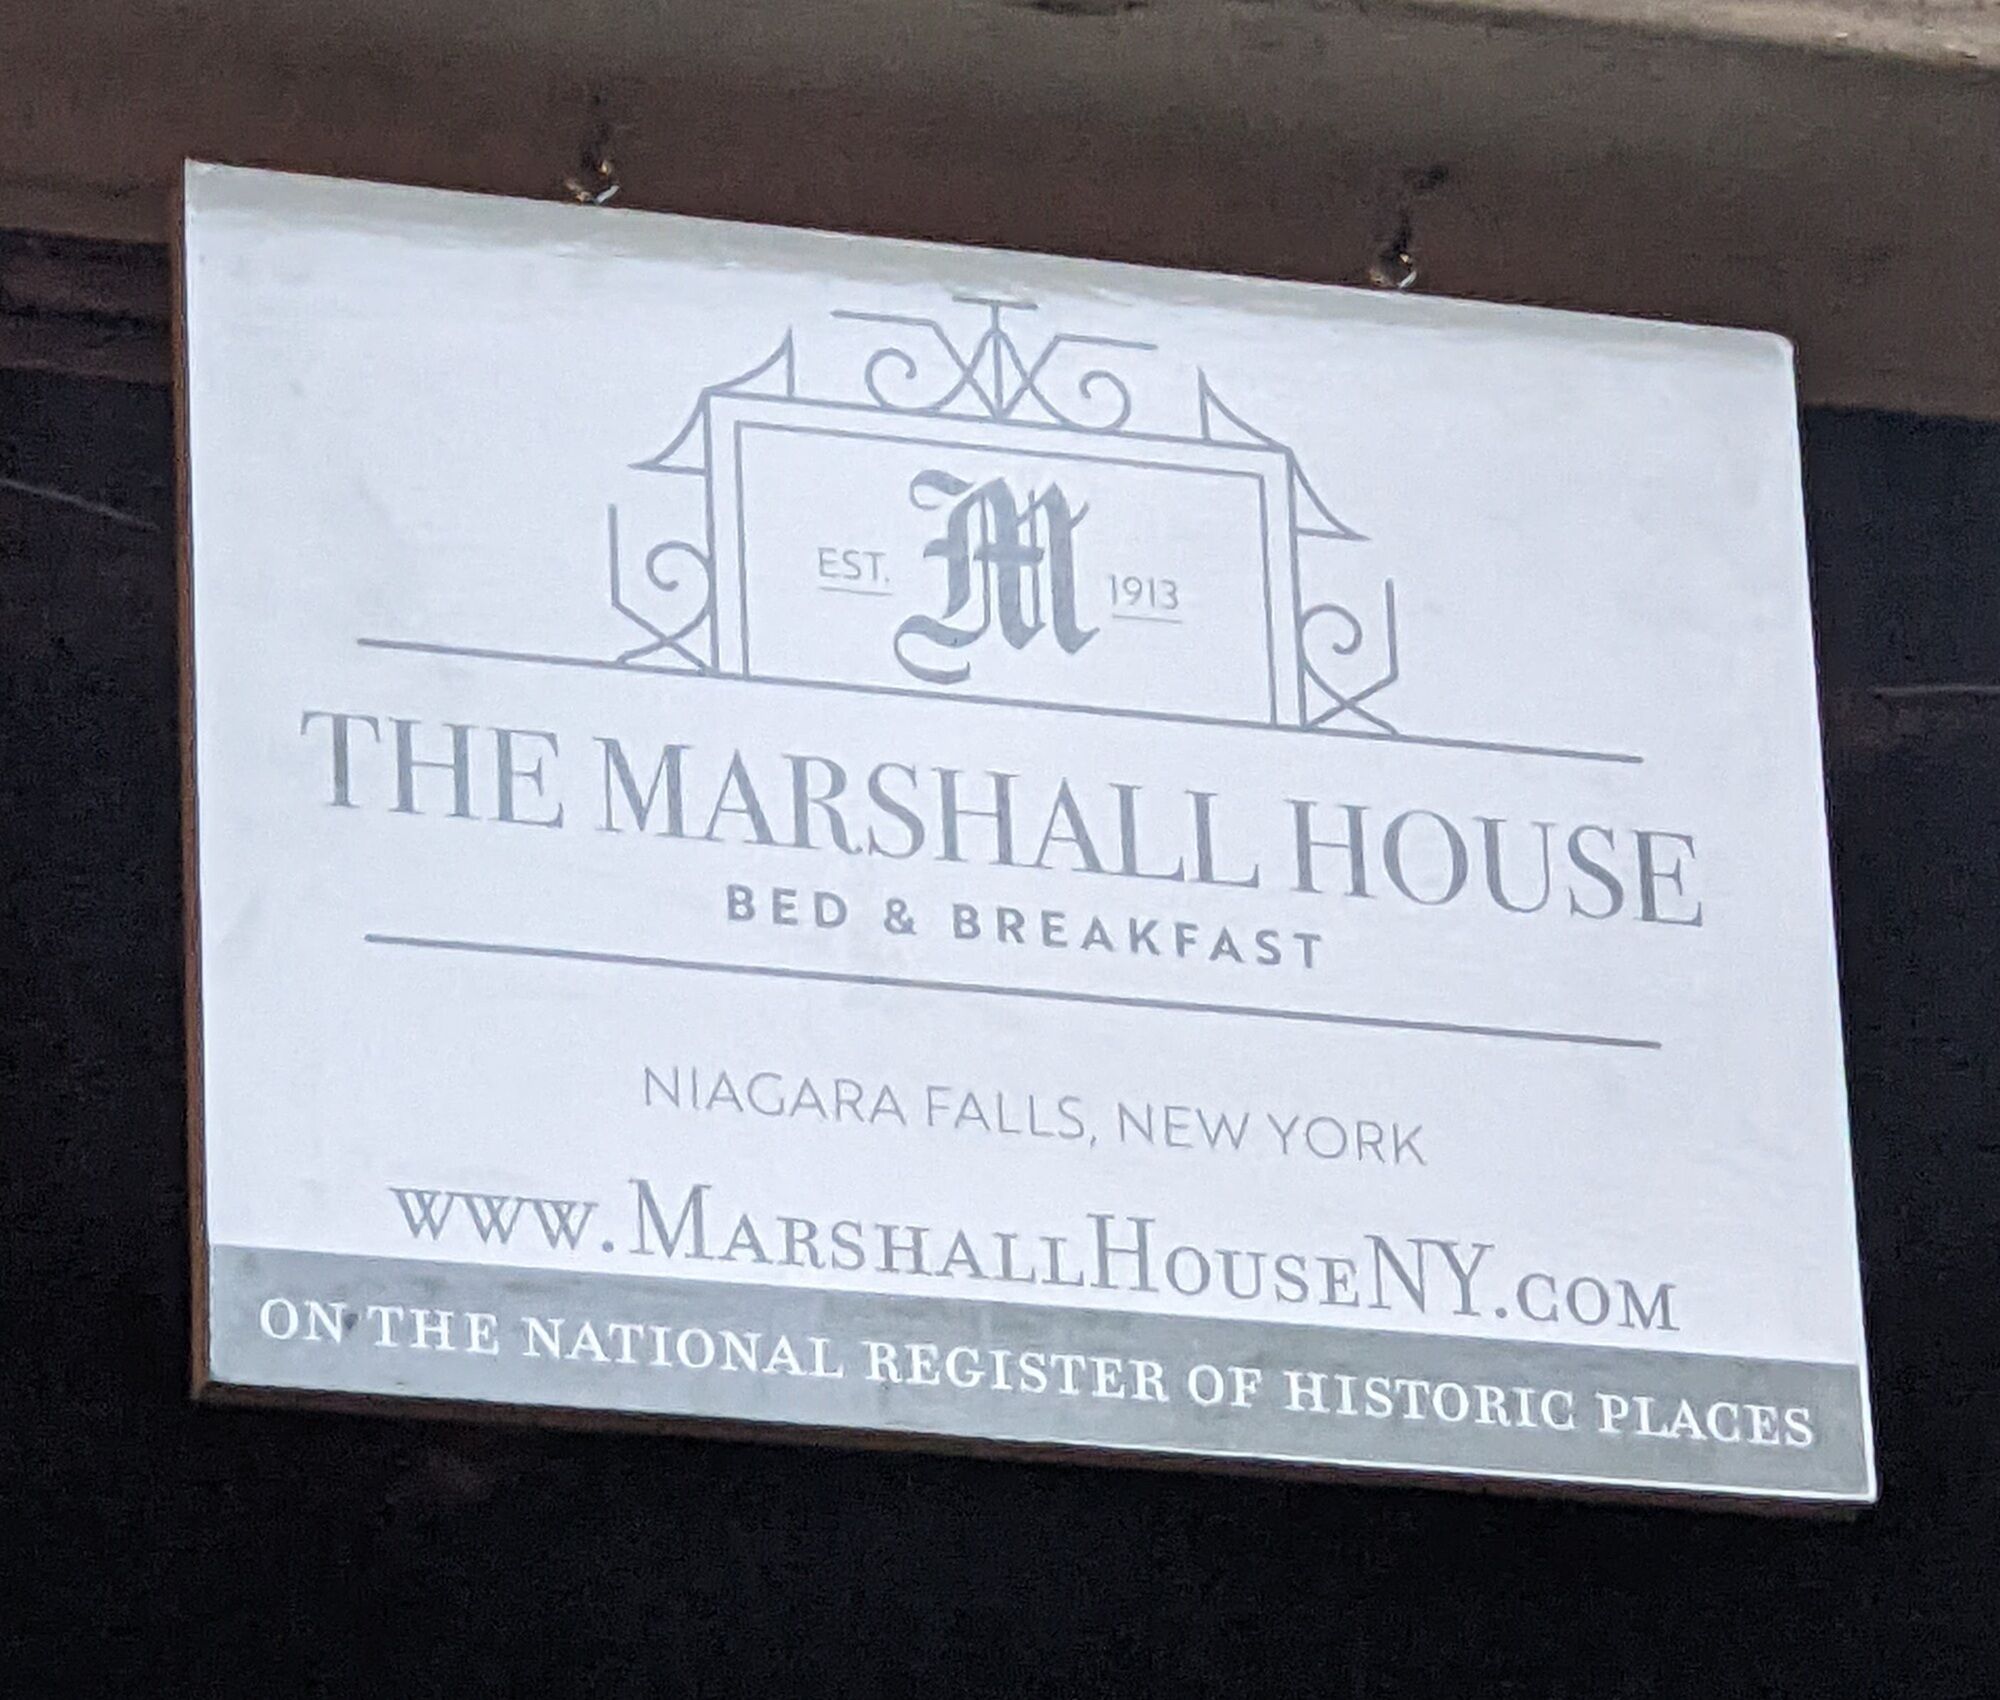 EST. M 1913
THE MARSHALL HOUSE
BED & BREAKFAST
NIAGARA FALLS, NEW YORK
www.MarshallHouseNY.com
ON THE NATIONAL REGISTER OF HISTORIC PLACES